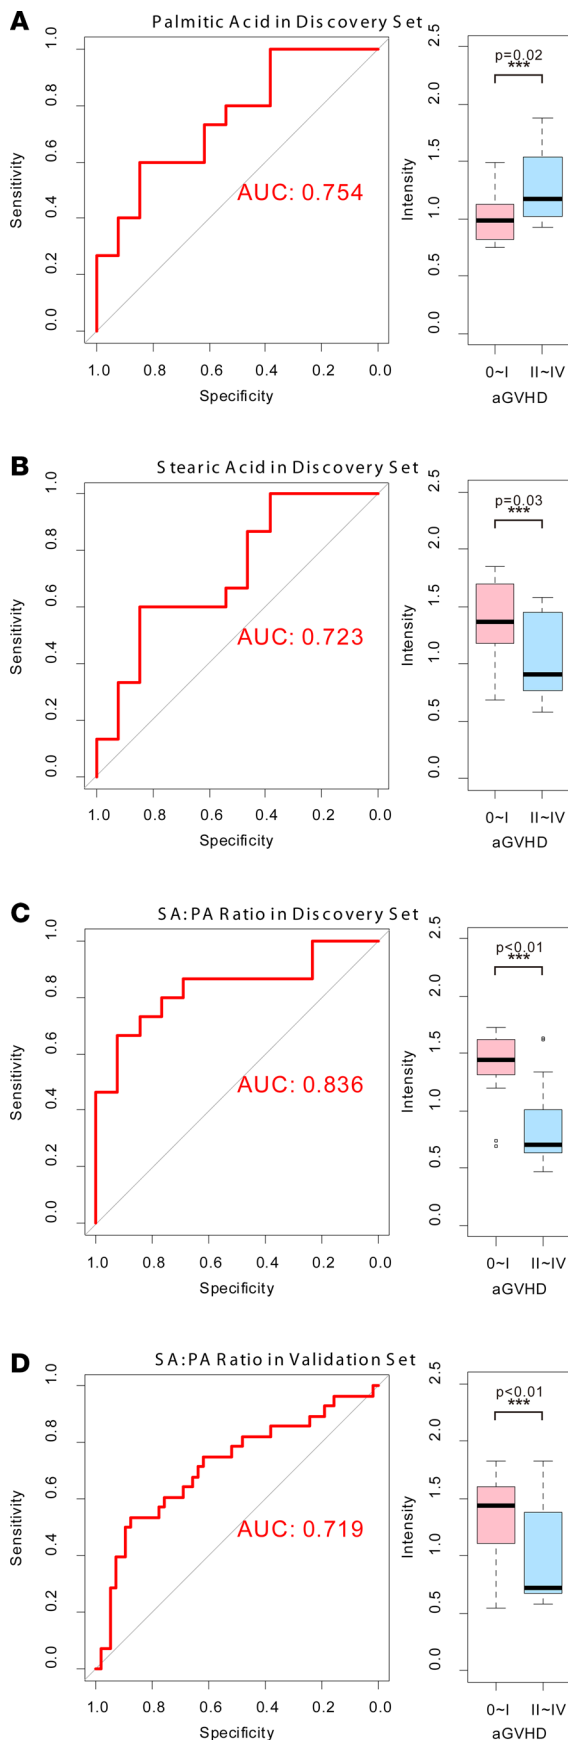 A
Palmitic Acid in Discovery Set
Sensitivity
0.0 0.2 0.4 0.6 0.8 1.0
AUC: 0.754
1.0 0.8 0.6 0.4 0.2 0.0
Specificity
Intensity
0.0 0.5 1.0 1.5 2.0 2.5
p=0.02
***
0~I II~IV
aGVHD
B
Stearic Acid in Discovery Set
Sensitivity
0.0 0.2 0.4 0.6 0.8 1.0
AUC: 0.723
1.0 0.8 0.6 0.4 0.2 0.0
Specificity
Intensity
0.0 0.5 1.0 1.5 2.0 2.5
p=0.03
***
0~I II~IV
aGVHD
C
SA:PA Ratio in Discovery Set
Sensitivity
0.0 0.2 0.4 0.6 0.8 1.0
AUC: 0.836
1.0 0.8 0.6 0.4 0.2 0.0
Specificity
Intensity
0.0 0.5 1.0 1.5 2.0 2.5
p<0.01
***
0~I II~IV
aGVHD
D
SA:PA Ratio in Validation Set
Sensitivity
0.0 0.2 0.4 0.6 0.8 1.0
AUC: 0.719
1.0 0.8 0.6 0.4 0.2 0.0
Specificity
Intensity
0.0 0.5 1.0 1.5 2.0 2.5
p<0.01
***
0~I II~IV
aGVHD